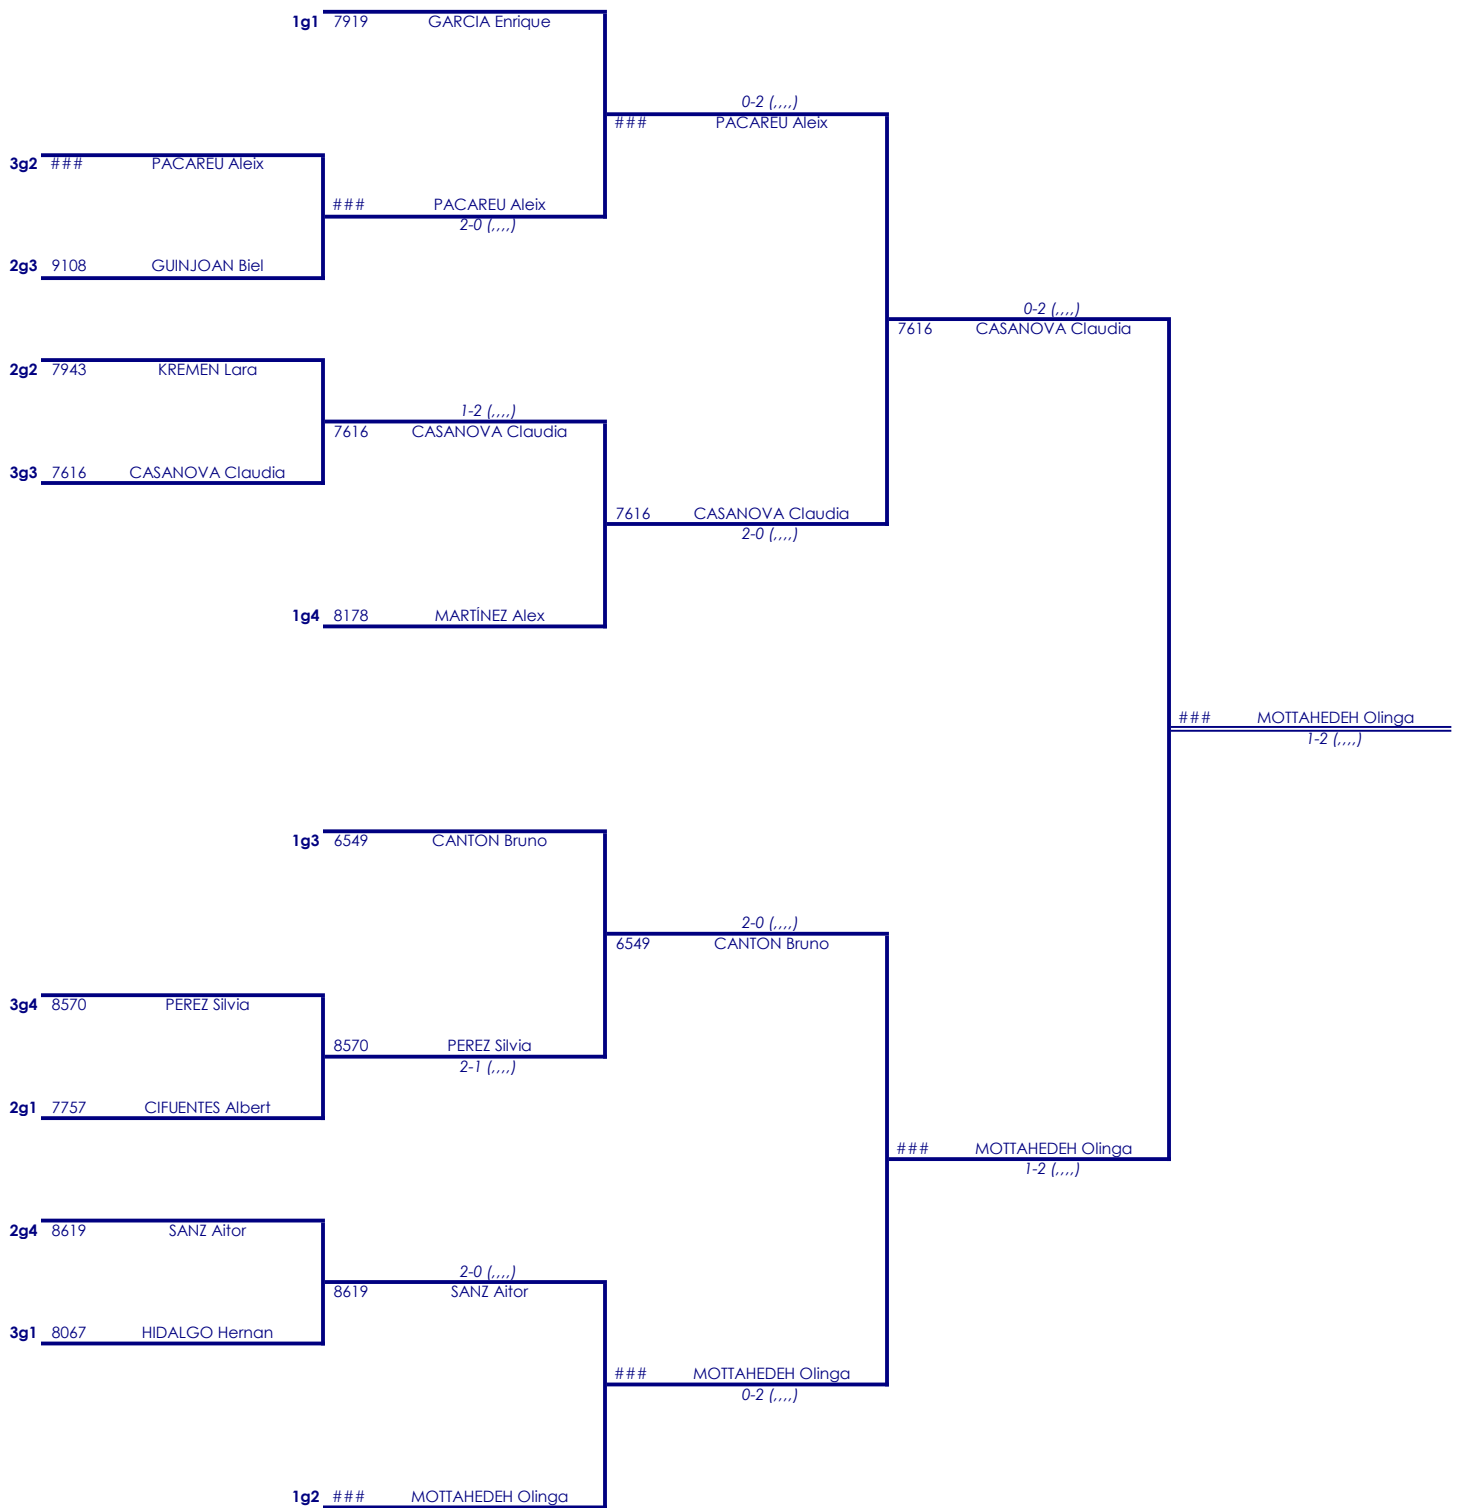 1g1 7919 GARCIA Enrique
0-2 (,,,,)
### PACAREU Aleix
3g2 ### PACAREU Aleix
### PACAREU Aleix
2-0 (,,,,)
2g3 9108 GUINJOAN Biel
0-2 (,,,,)
7616 CASANOVA Claudia
2g2 7943 KREMEN Lara
1-2 (,,,,)
7616 CASANOVA Claudia
3g3 7616 CASANOVA Claudia
7616 CASANOVA Claudia
2-0 (,,,,)
1g4 8178 MARTÍNEZ Alex
### MOTTAHEDEH Olinga
1-2 (,,,,)
1g3 6549 CANTON Bruno
2-0 (,,,,)
6549 CANTON Bruno
3g4 8570 PEREZ Silvia
8570 PEREZ Silvia
2-1 (,,,,)
2g1 7757 CIFUENTES Albert
### MOTTAHEDEH Olinga
1-2 (,,,,)
2g4 8619 SANZ Aitor
2-0 (,,,,)
8619 SANZ Aitor
3g1 8067 HIDALGO Hernan
### MOTTAHEDEH Olinga
0-2 (,,,,)
1g2 ### MOTTAHEDEH Olinga